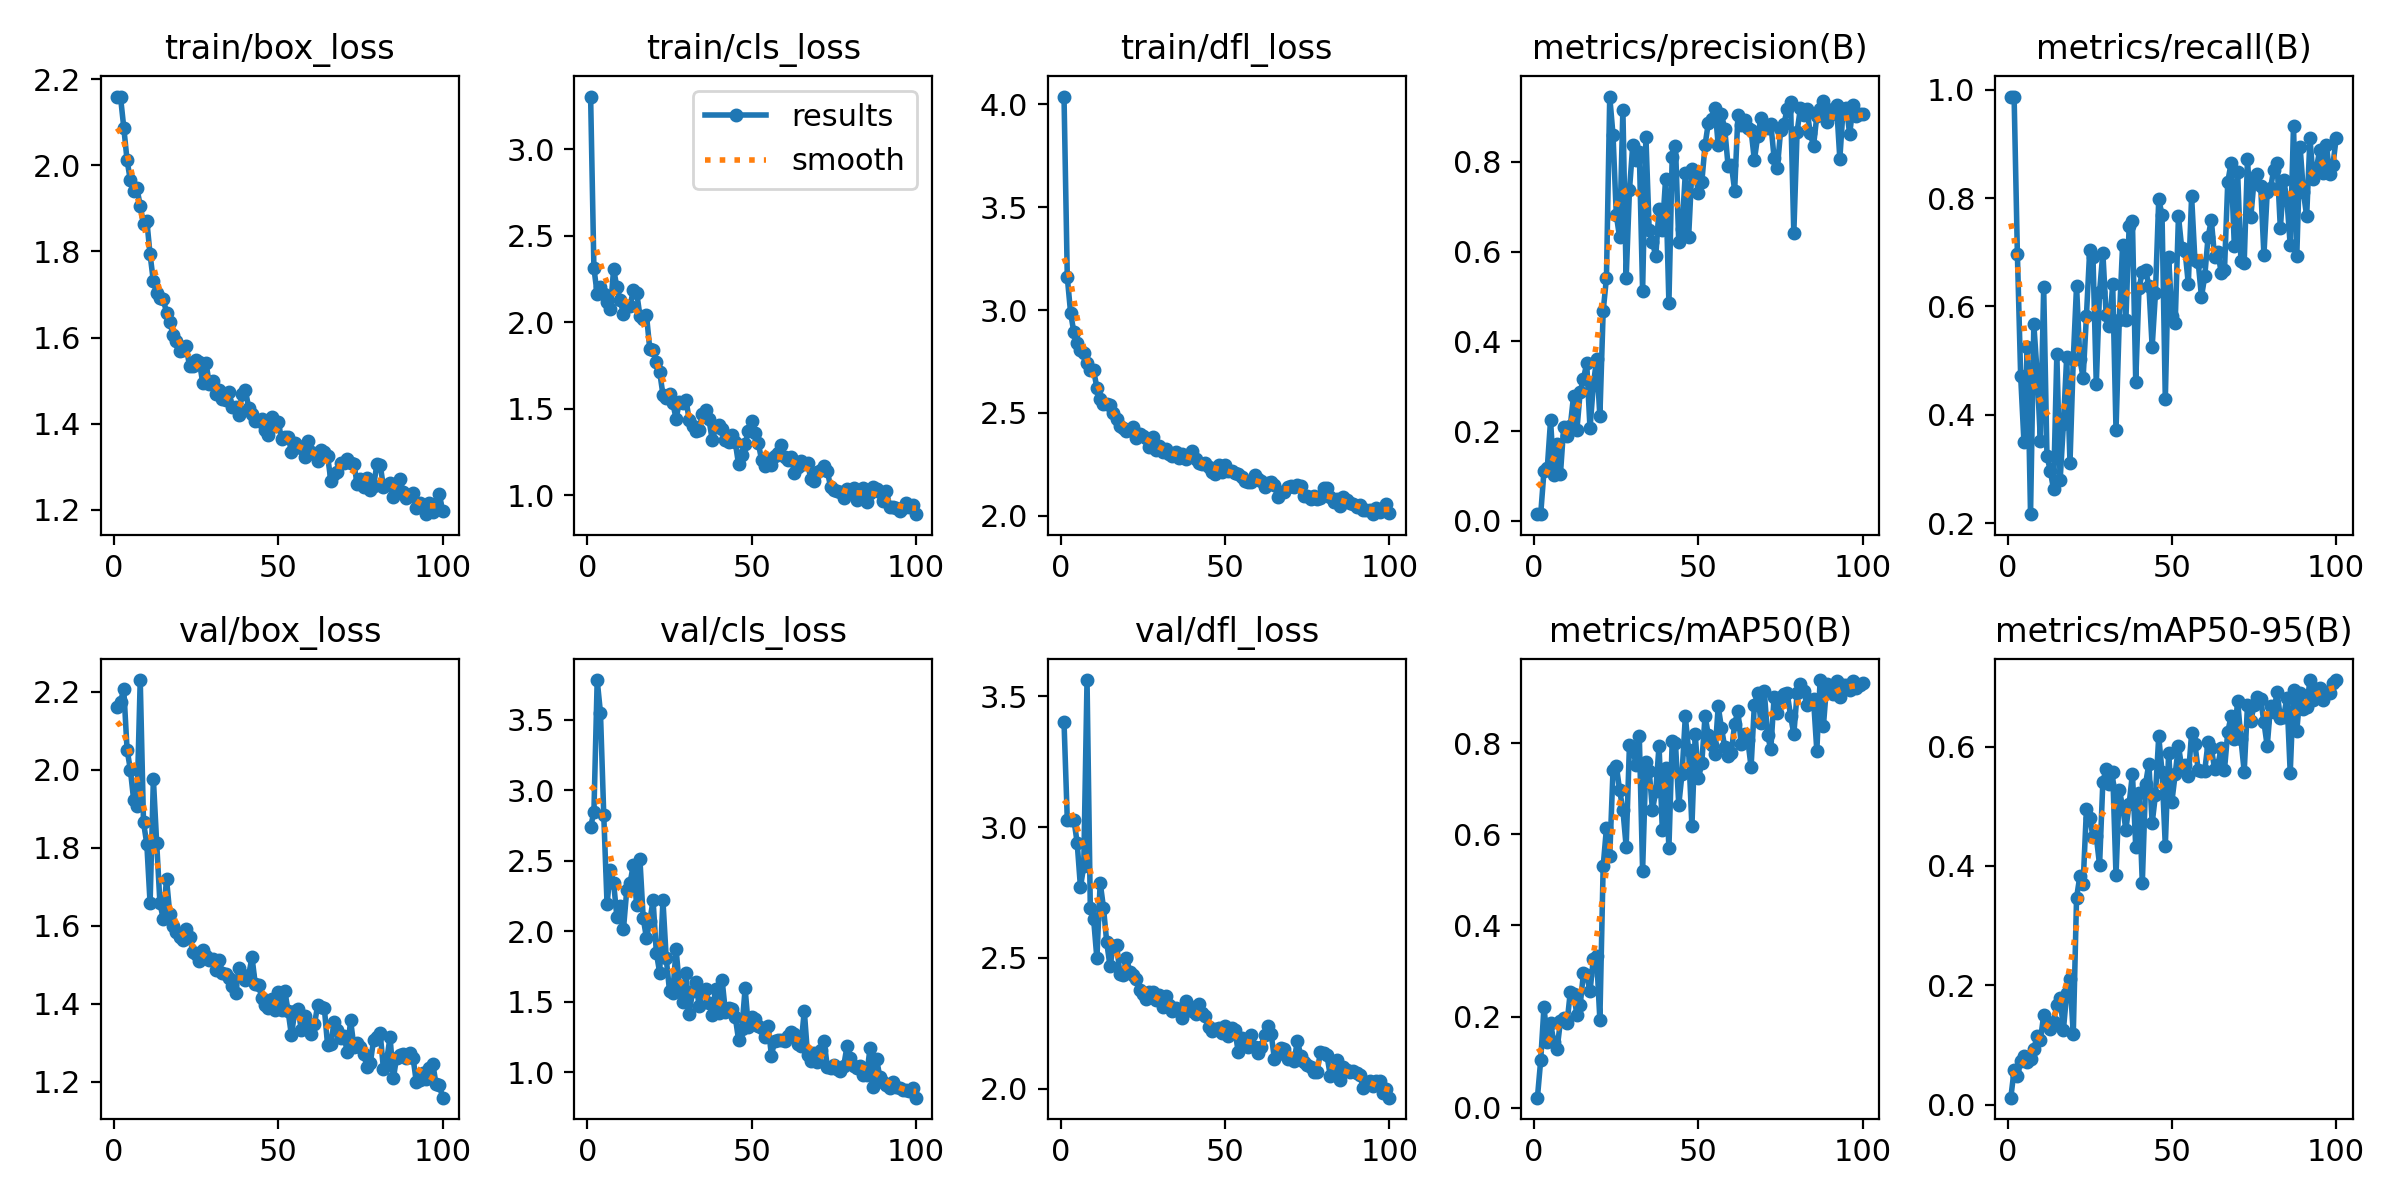 train/box_loss
2.2
2.0
1.8
1.6
1.4
1.2
0 50 100
train/cls_loss
results
smooth
3.0
2.5
2.0
1.5
1.0
0 50 100
train/dfl_loss
4.0
3.5
3.0
2.5
2.0
0 50 100
metrics/precision(B)
0.8
0.6
0.4
0.2
0.0
0 50 100
metrics/recall(B)
1.0
0.8
0.6
0.4
0.2
0 50 100
val/box_loss
2.2
2.0
1.8
1.6
1.4
1.2
0 50 100
val/cls_loss
3.5
3.0
2.5
2.0
1.5
1.0
0 50 100
val/dfl_loss
3.5
3.0
2.5
2.0
0 50 100
metrics/mAP50(B)
0.8
0.6
0.4
0.2
0.0
0 50 100
metrics/mAP50-95(B)
0.6
0.4
0.2
0.0
0 50 100